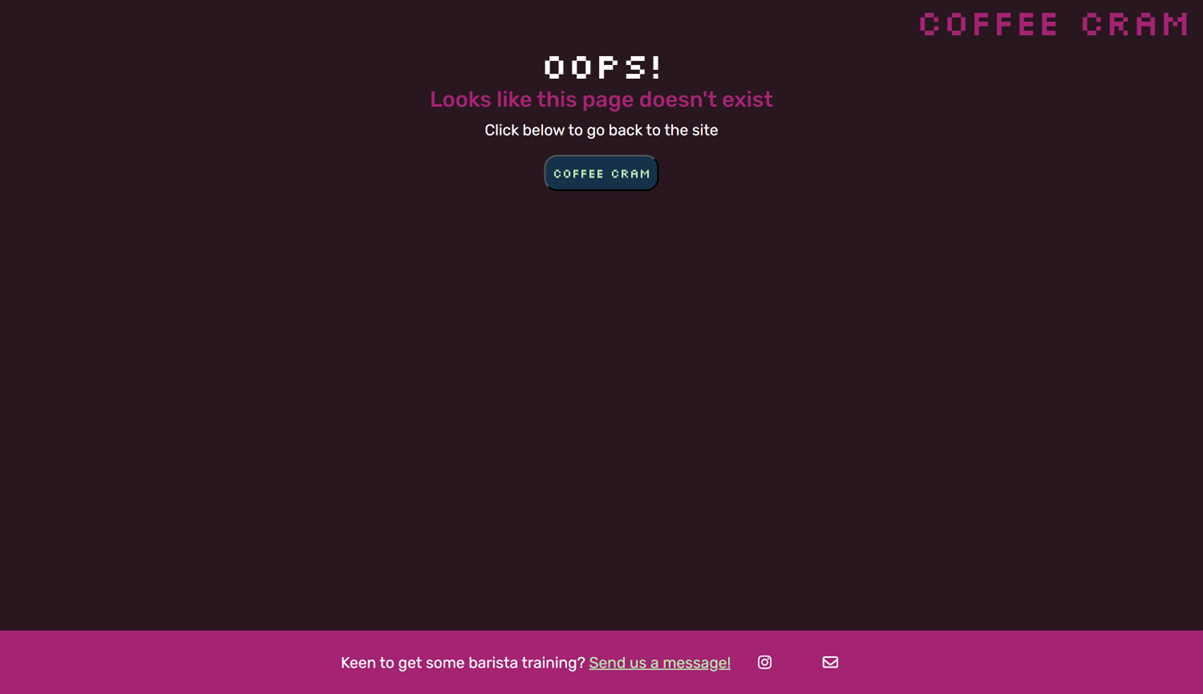 COFFEE CRAM
OOPS!
Looks like this page doesn't exist
Click below to go back to the site
COFFEE CRAM
Keen to get some barista training? Send us a message!